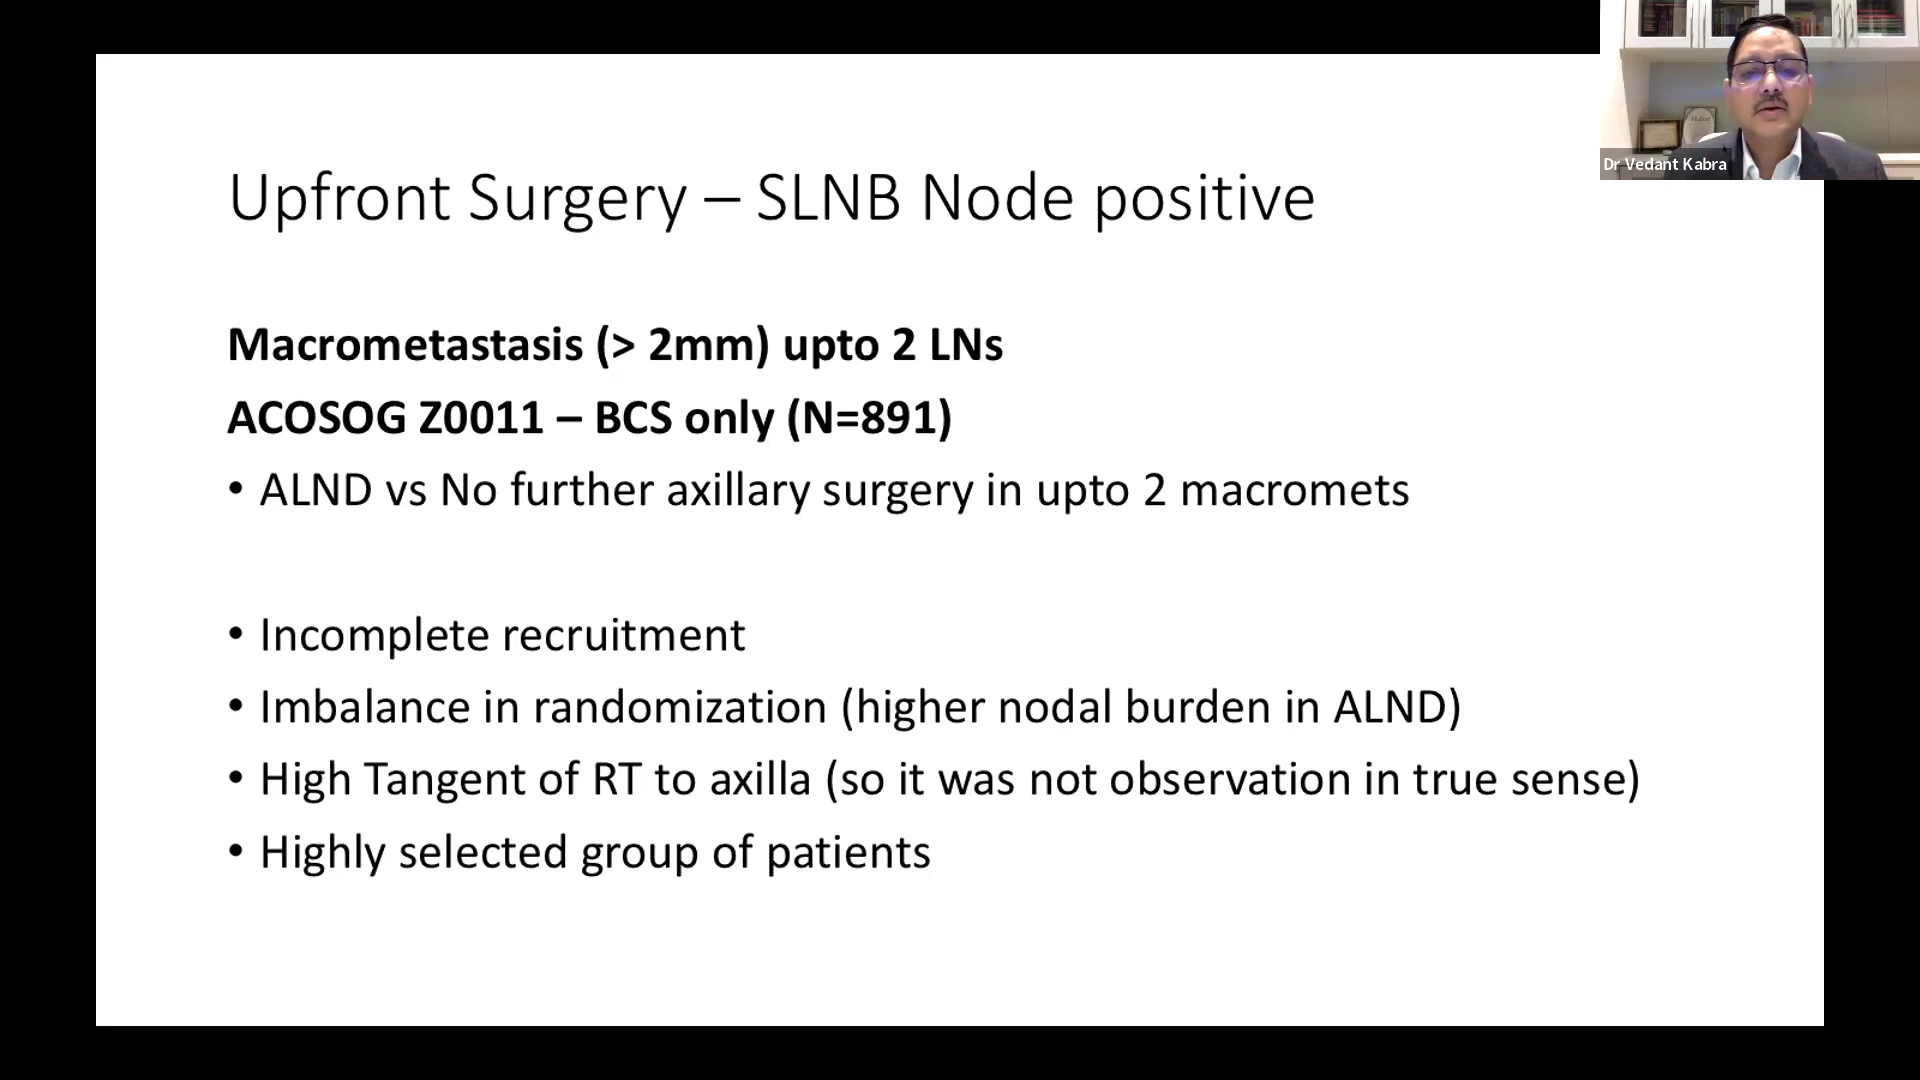 Dr Vedant Kabra
Upfront Surgery – SLNB Node positive
Macrometastasis (> 2mm) upto 2 LNs
ACOSOG Z0011 – BCS only (N=891)
• ALND vs No further axillary surgery in upto 2 macromets
• Incomplete recruitment
• Imbalance in randomization (higher nodal burden in ALND)
• High Tangent of RT to axilla (so it was not observation in true sense)
• Highly selected group of patients